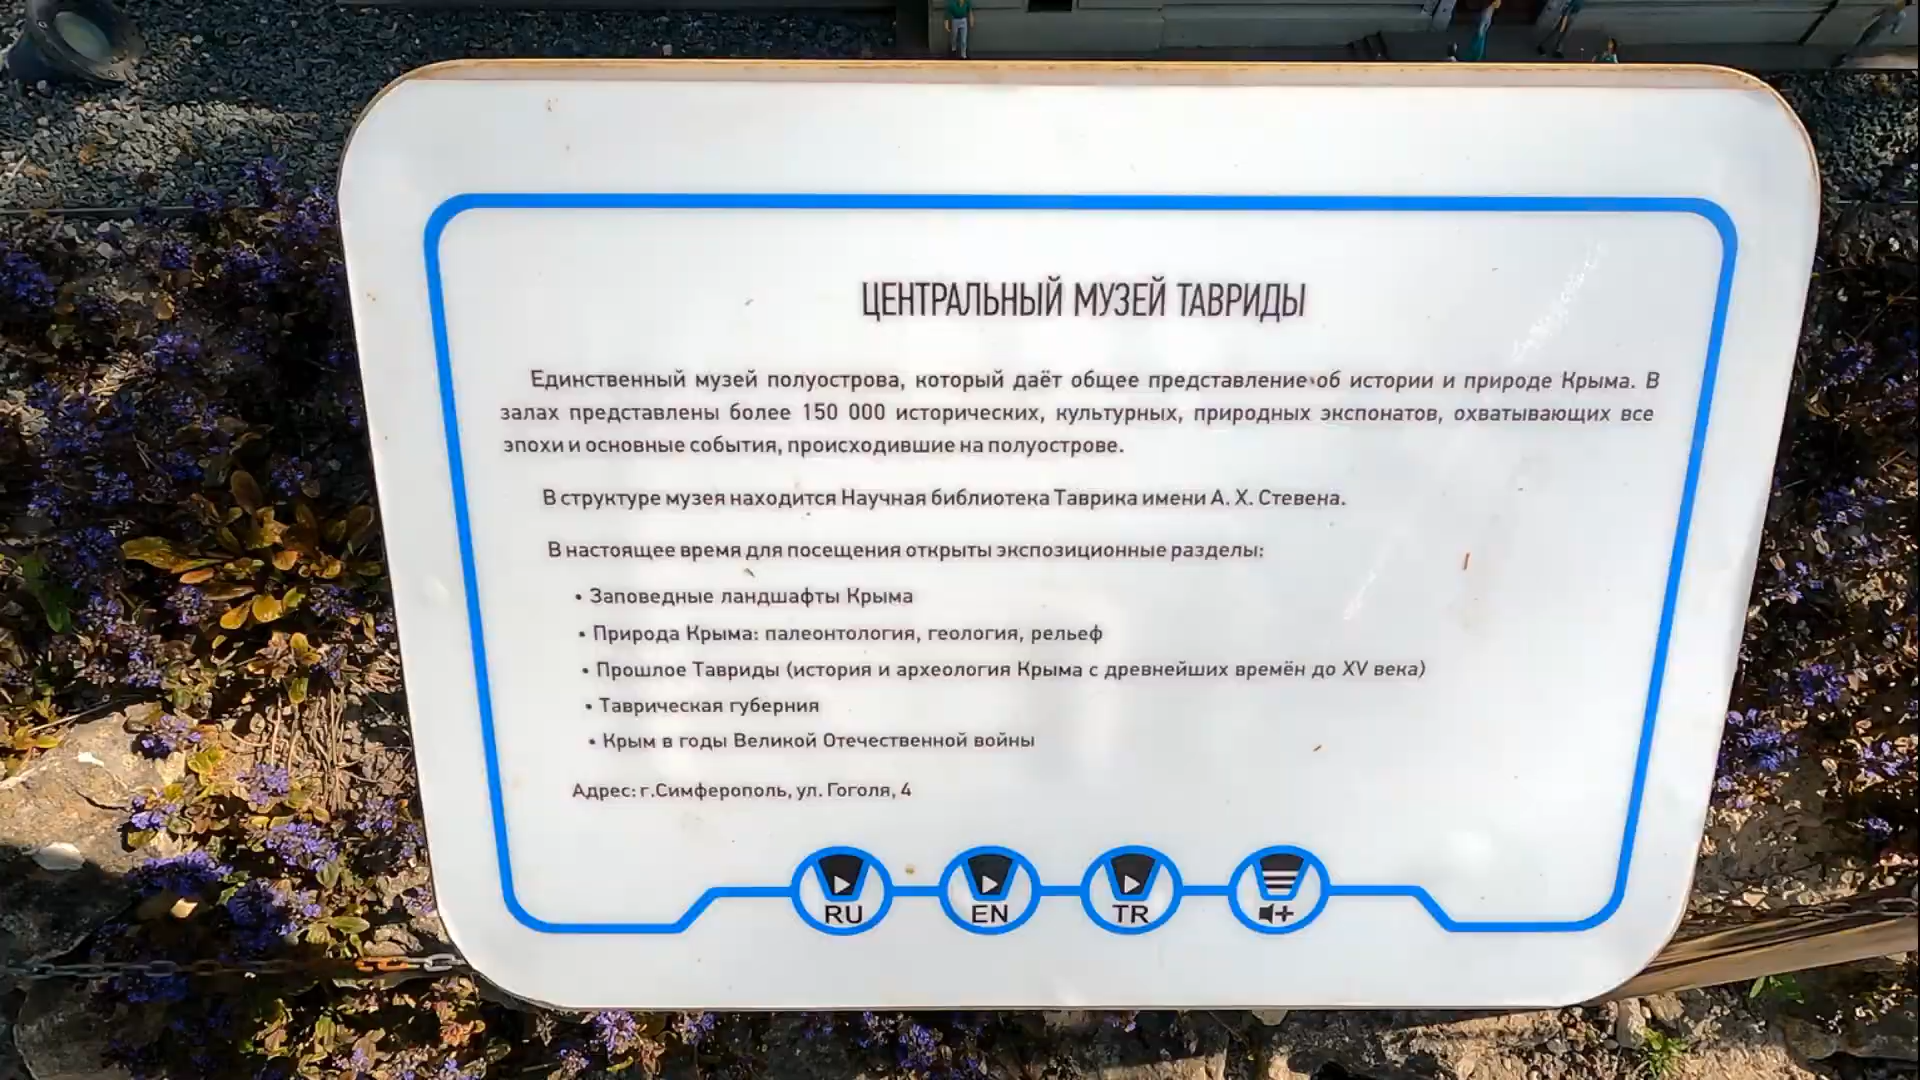 ЦЕНТРАЛЬНЫЙ МУЗЕЙ ТАВРИДЫ
Единственный музей полуострова, который даёт общее представление об истории и природе Крыма. В
залах представлены более 150 000 исторических, культурных, природных экспонатов, охватывающих все
эпохи и основные события, происходившие на полуострове.
В структуре музея находится Научная библиотека Таврика имени А. Х. Стевена.
В настоящее время для посещения открыты экспозиционные разделы:
• Заповедные ландшафты Крыма
• Природа Крыма: палеонтология, геология, рельеф
• Прошлое Тавриды (история и археология Крыма с древнейших времён до XV века)
• Таврическая губерния
• Крым в годы Великой Отечественной войны
Адрес: г.Симферополь, ул. Гоголя, 4
RU EN TR